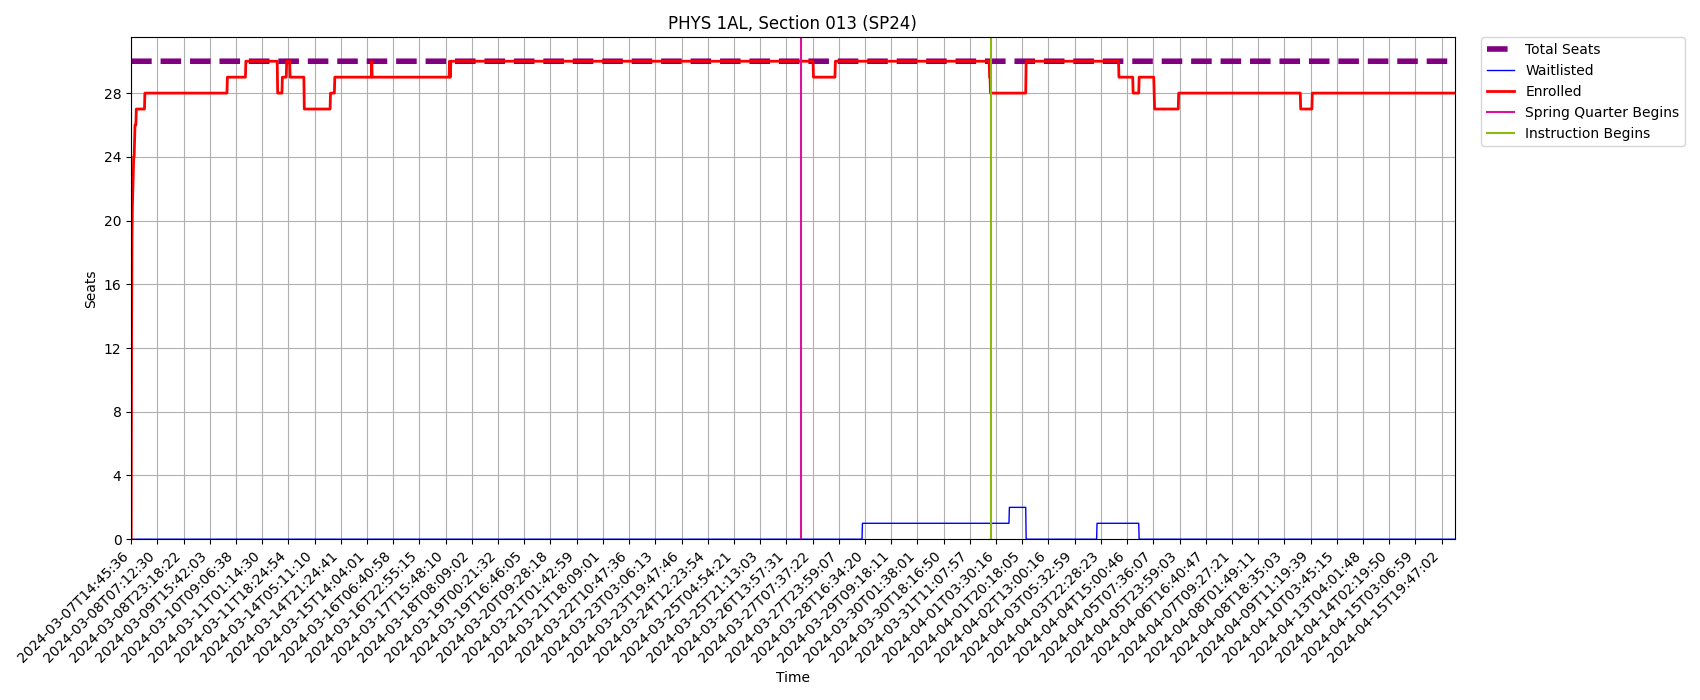 PHYS 1AL, Section 013 (SP24)
Total Seats
Waitlisted
Enrolled
Spring Quarter Begins
Instruction Begins
Seats
28
24
20
16
12
8
4
0
2024-03-07T14:45:36
2024-03-08T07:12:30
2024-03-08T23:18:22
2024-03-09T15:42:03
2024-03-10T09:06:38
2024-03-11T01:14:30
2024-03-11T18:24:54
2024-03-14T05:11:10
2024-03-14T21:24:41
2024-03-15T14:04:01
2024-03-16T06:40:58
2024-03-16T22:55:15
2024-03-17T15:48:10
2024-03-18T08:09:02
2024-03-19T00:21:32
2024-03-19T16:46:05
2024-03-20T09:28:18
2024-03-21T01:42:59
2024-03-21T18:09:01
2024-03-22T10:47:36
2024-03-23T03:06:13
2024-03-23T19:47:46
2024-03-24T12:23:54
2024-03-25T04:54:21
2024-03-25T21:13:03
2024-03-26T13:57:31
2024-03-27T07:37:22
2024-03-27T23:59:07
2024-03-28T16:34:20
2024-03-29T09:18:11
2024-03-30T01:38:01
2024-03-30T18:16:50
2024-03-31T11:07:57
2024-04-01T03:30:16
2024-04-01T20:18:05
2024-04-02T13:00:16
2024-04-03T05:32:59
2024-04-03T22:28:23
2024-04-04T15:00:46
2024-04-05T07:36:07
2024-04-05T23:59:03
2024-04-06T16:40:47
2024-04-07T09:27:21
2024-04-08T01:49:11
2024-04-08T18:35:03
2024-04-09T11:19:39
2024-04-10T03:45:15
2024-04-13T04:01:48
2024-04-14T02:19:50
2024-04-15T03:06:59
2024-04-15T19:47:02
Time